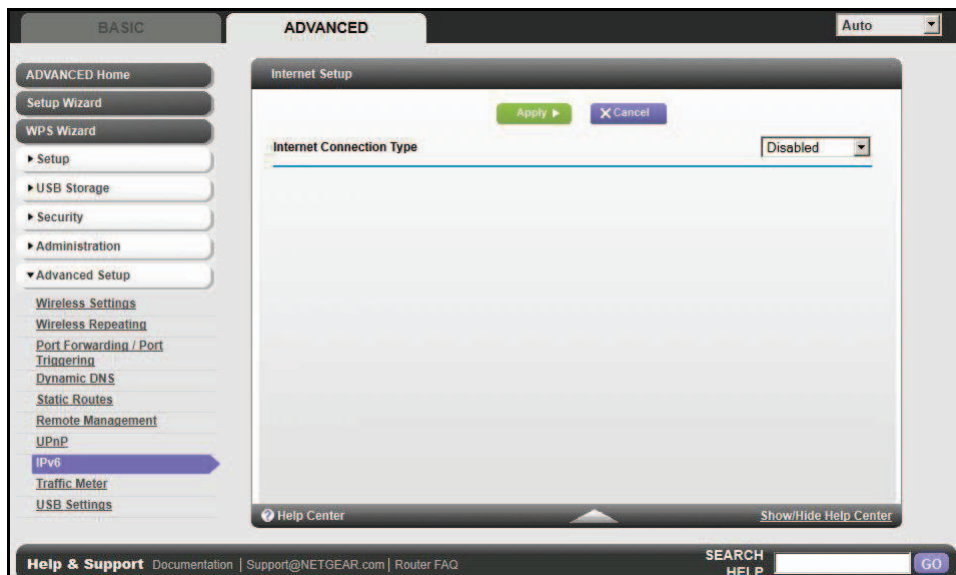 BASIC
ADVANCED
Auto
ADVANCED Home
Setup Wizard
WPS Wizard
Setup
USB Storage
Security
Administration
Advanced Setup
Wireless Settings
Wireless Repeating
Port Forwarding / Port
Triggering
Dynamic DNS
Static Routes
Remote Management
UPnP
IPv6
Traffic Meter
USB Settings
Internet Setup
Apply
Cancel
Internet Connection Type
Disabled
Help Center
Show/Hide Help Center
Help & Support Documentation | Support@NETGEAR.com | Router FAQ
SEARCH
HELP
GO